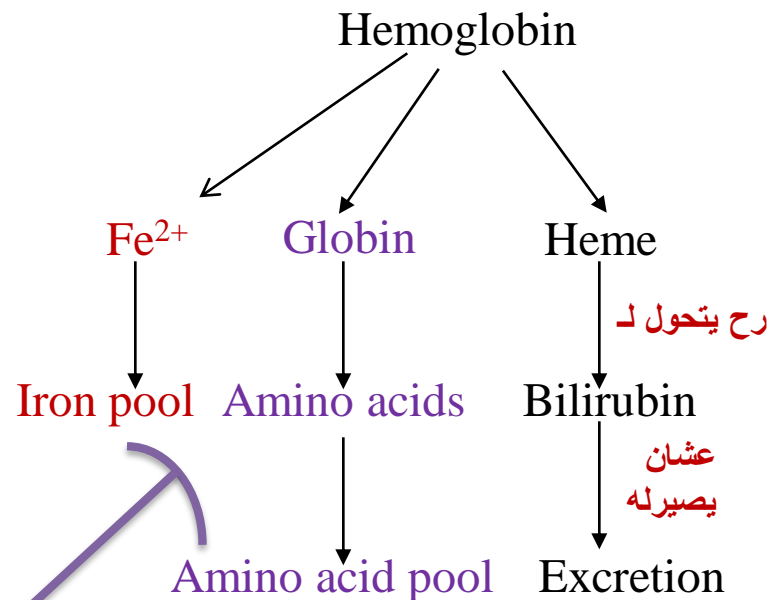 Hemoglobin
Fe²⁺ Globin Heme
رح يتحول لـ
Iron pool Amino acids Bilirubin
عشان
يصيرله
Amino acid pool Excretion